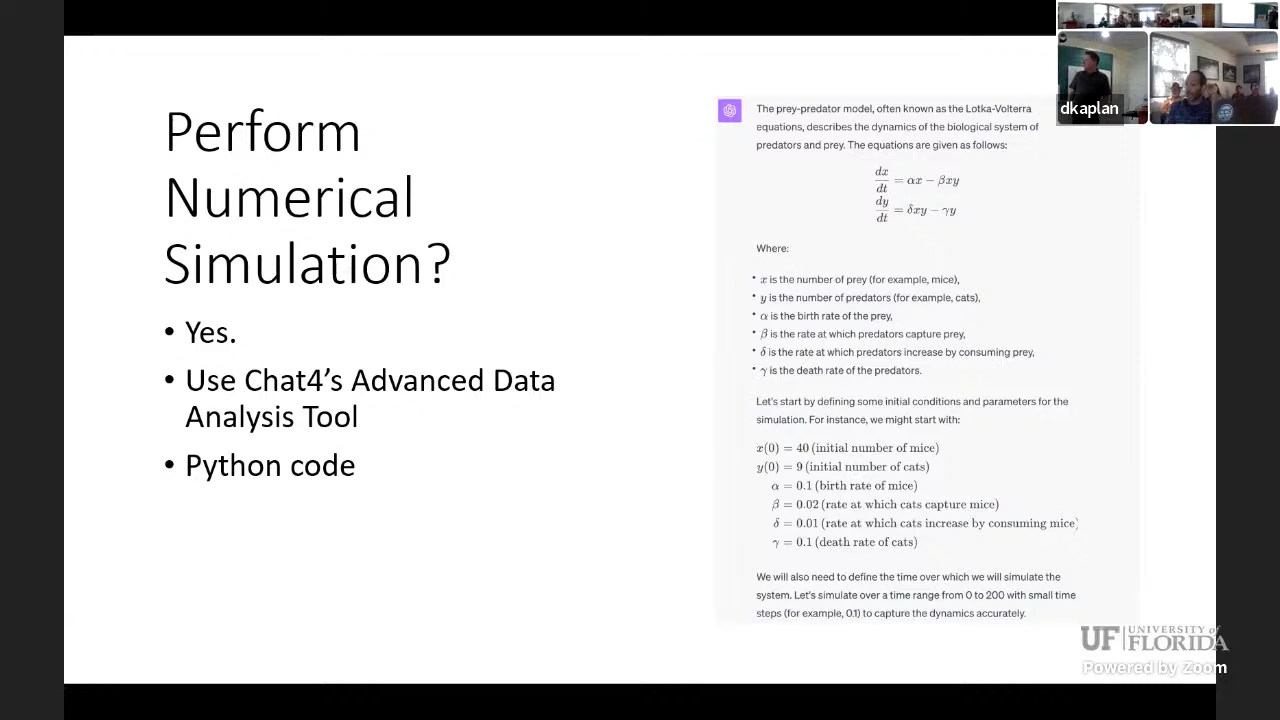 Perform
Numerical
Simulation?
• Yes.
• Use Chat4's Advanced Data
Analysis Tool
• Python code
The prey-predator model, often known as the Lotka-Volterra
equations, describes the dynamics of the biological system of
predators and prey. The equations are given as follows:
dx/dt = αx − βxy
dy/dt = δxy − γy
Where:
• x is the number of prey (for example, mice),
• y is the number of predators (for example, cats),
• α is the birth rate of the prey,
• β is the rate at which predators capture prey,
• δ is the rate at which predators increase by consuming prey,
• γ is the death rate of the predators.
Let's start by defining some initial conditions and parameters for the
simulation. For instance, we might start with:
x(0) = 40 (initial number of mice)
y(0) = 9 (initial number of cats)
α = 0.1 (birth rate of mice)
β = 0.02 (rate at which cats capture mice)
δ = 0.01 (rate at which cats increase by consuming mice)
γ = 0.1 (death rate of cats)
We will also need to define the time over which we will simulate the
system. Let's simulate over a time range from 0 to 200 with small time
steps (for example, 0.1) to capture the dynamics accurately.
dkaplan
UF UNIVERSITY of
FLORIDA
Powered by Zoom